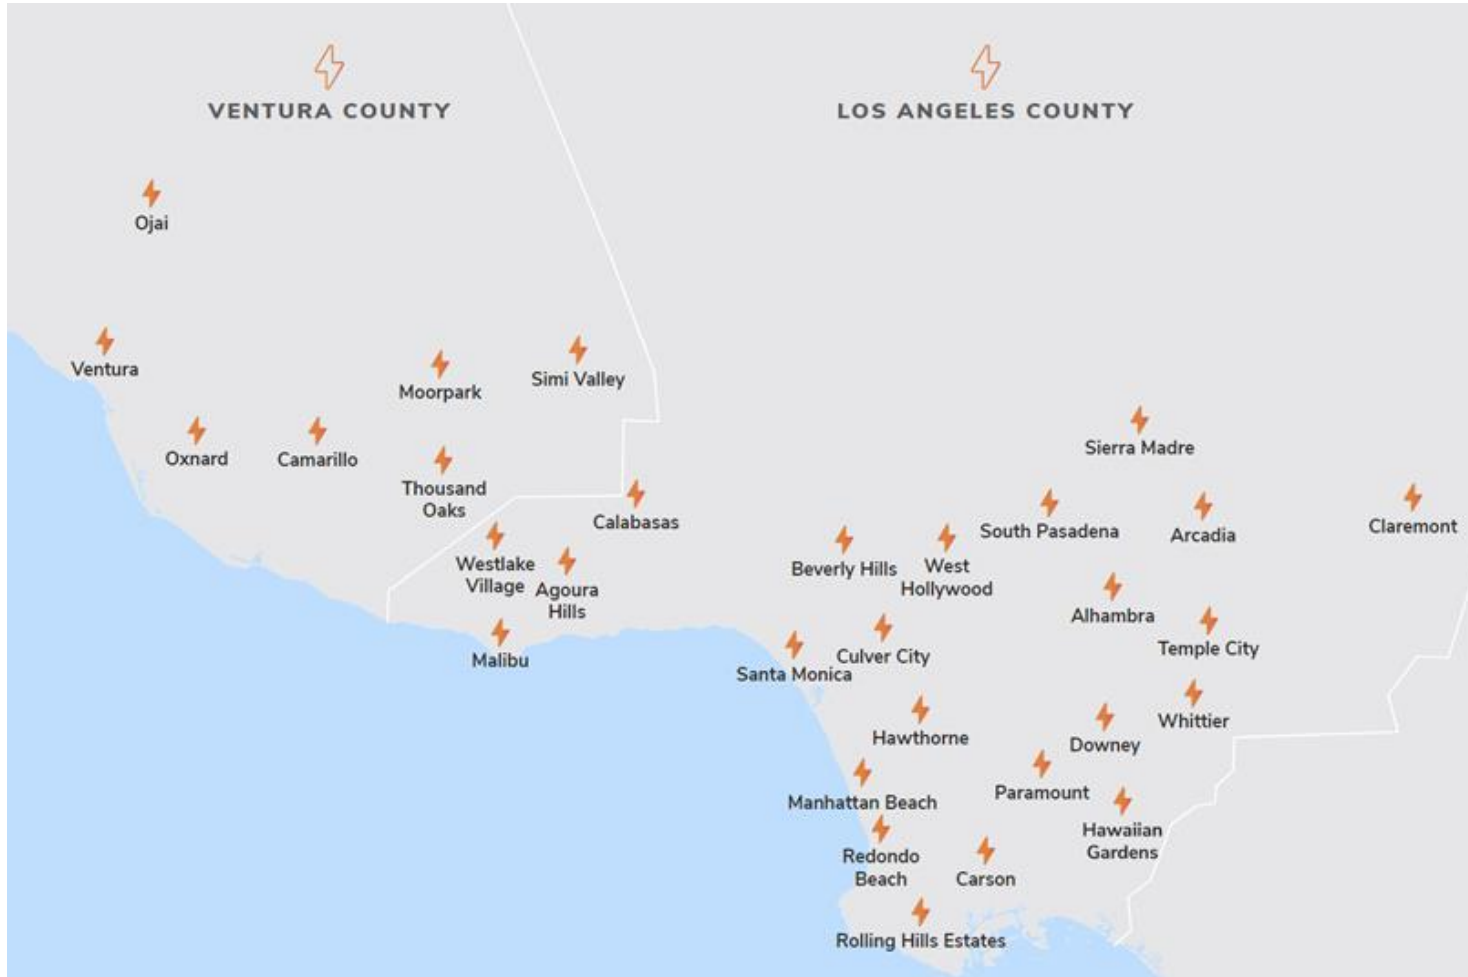 VENTURA COUNTY
LOS ANGELES COUNTY
Ojai
Ventura
Moorpark
Simi Valley
Oxnard
Camarillo
Thousand
Oaks
Calabasas
Westlake
Village
Agoura
Hills
Malibu
Sierra Madre
South Pasadena
Arcadia
Claremont
Beverly Hills
West
Hollywood
Alhambra
Temple City
Culver City
Santa Monica
Hawthorne
Whittier
Downey
Paramount
Manhattan Beach
Hawaiian
Gardens
Redondo
Beach
Carson
Rolling Hills Estates